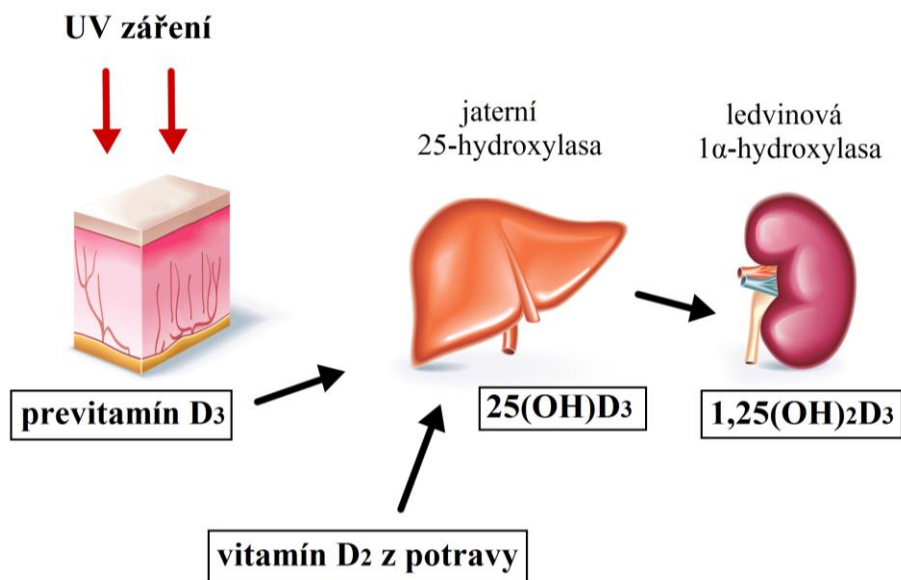 UV záření
jaterní
25-hydroxylasa
ledvinová
1α-hydroxylasa
previtamín D3
25(OH)D3
1,25(OH)2D3
vitamín D2 z potravy